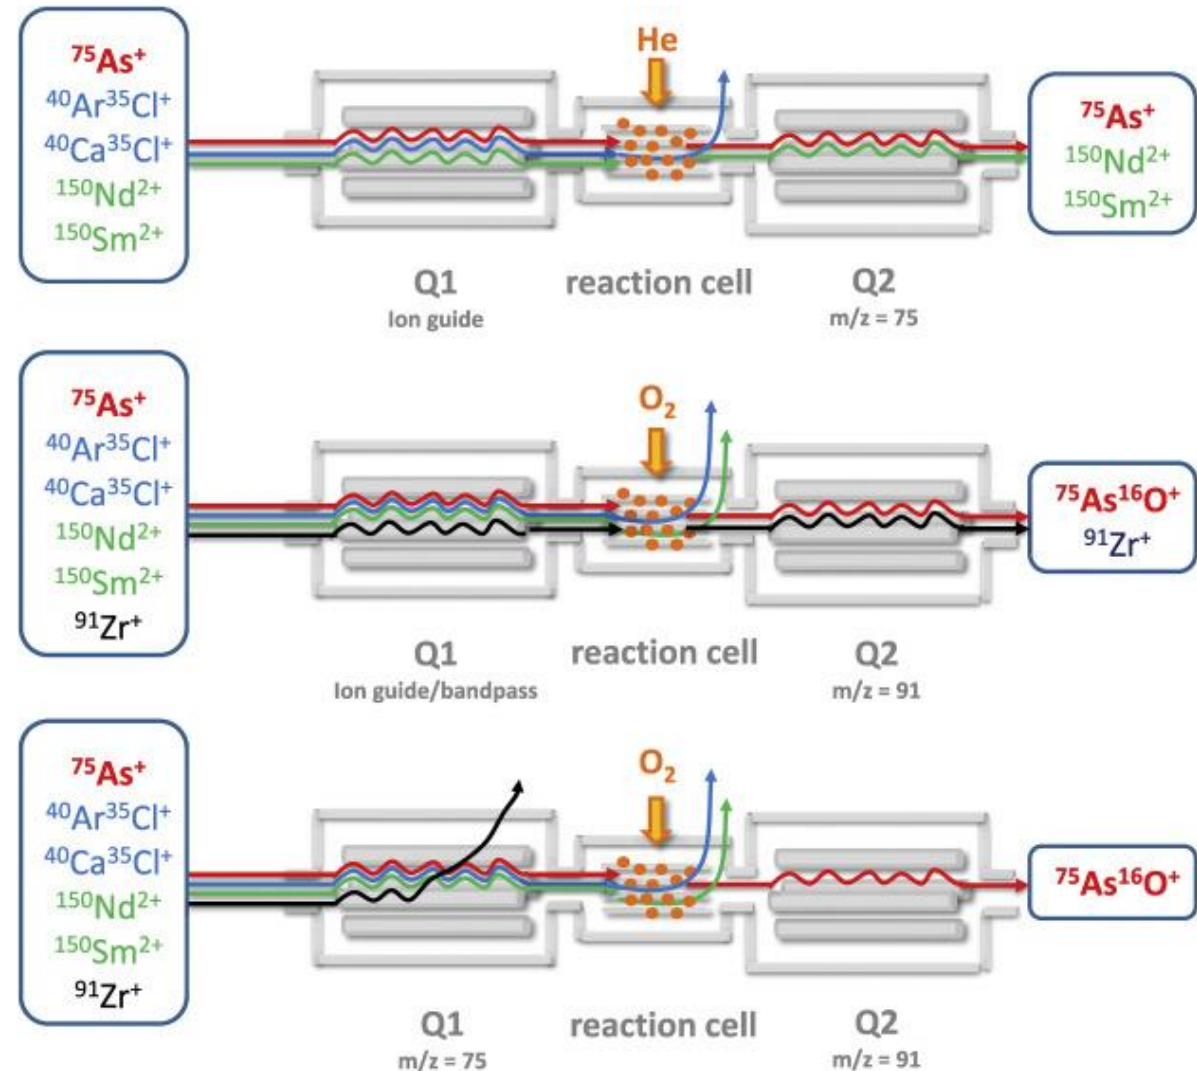 He
⁷⁵As⁺
⁴⁰Ar³⁵Cl⁺
⁴⁰Ca³⁵Cl⁺
¹⁵⁰Nd²⁺
¹⁵⁰Sm²⁺
⁷⁵As⁺
¹⁵⁰Nd²⁺
¹⁵⁰Sm²⁺
Q1 reaction cell Q2
Ion guide m/z = 75
O₂
⁷⁵As⁺
⁴⁰Ar³⁵Cl⁺
⁴⁰Ca³⁵Cl⁺
¹⁵⁰Nd²⁺
¹⁵⁰Sm²⁺
⁹¹Zr⁺
⁷⁵As¹⁶O⁺
⁹¹Zr⁺
Q1 reaction cell Q2
Ion guide/bandpass m/z = 91
O₂
⁷⁵As⁺
⁴⁰Ar³⁵Cl⁺
⁴⁰Ca³⁵Cl⁺
¹⁵⁰Nd²⁺
¹⁵⁰Sm²⁺
⁹¹Zr⁺
⁷⁵As¹⁶O⁺
Q1 reaction cell Q2
m/z = 75 m/z = 91